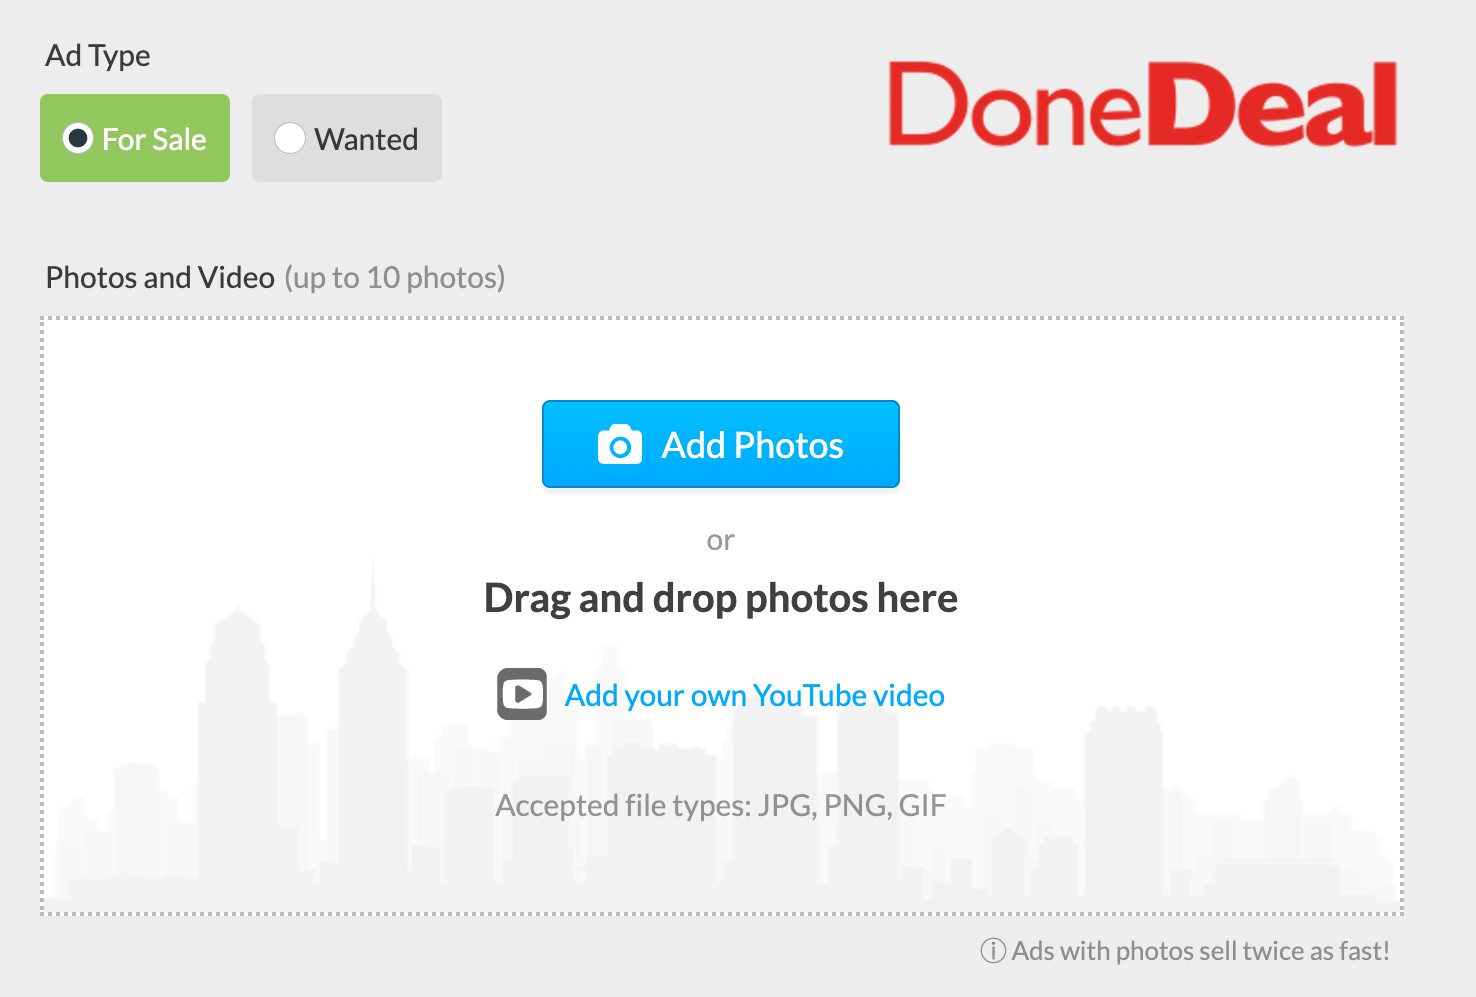 Ad Type
DoneDeal
For Sale
Wanted
Photos and Video (up to 10 photos)
Add Photos
or
Drag and drop photos here
Add your own YouTube video
Accepted file types: JPG, PNG, GIF
ⓘ Ads with photos sell twice as fast!